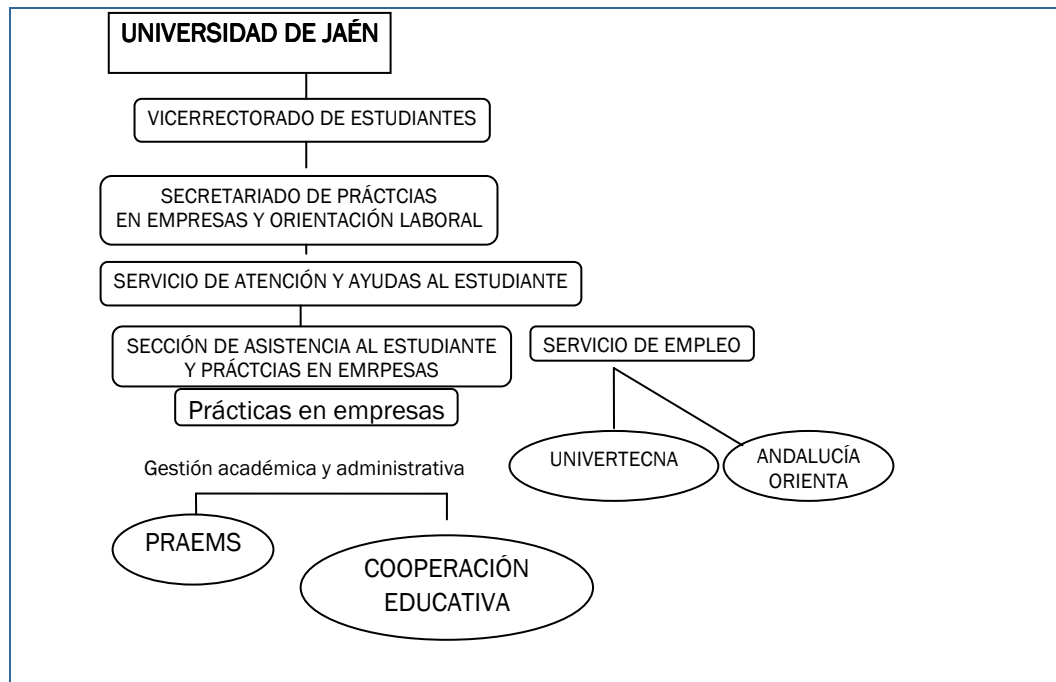 UNIVERSIDAD DE JAÉN
VICERRECTORADO DE ESTUDIANTES
SECRETARIADO DE PRÁCTCIAS
EN EMPRESAS Y ORIENTACIÓN LABORAL
SERVICIO DE ATENCIÓN Y AYUDAS AL ESTUDIANTE
SECCIÓN DE ASISTENCIA AL ESTUDIANTE
Y PRÁCTCIAS EN EMRPESAS
Prácticas en empresas
SERVICIO DE EMPLEO
UNIVERTECNA
ANDALUCÍA
ORIENTA
Gestión académica y administrativa
PRAEMS
COOPERACIÓN
EDUCATIVA